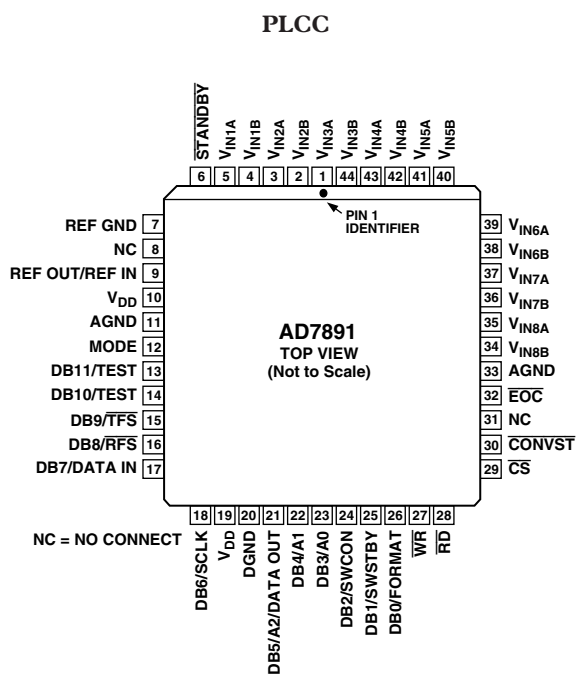 PLCC
STANDBY
VIN1A
VIN1B
VIN2A
VIN2B
VIN3A
VIN3B
VIN4A
VIN4B
VIN5A
VIN5B
6 5 4 3 2 1 44 43 42 41 40
PIN 1
IDENTIFIER
REF GND 7
NC 8
REF OUT/REF IN 9
VDD 10
AGND 11
MODE 12
DB11/TEST 13
DB10/TEST 14
DB9/TFS 15
DB8/RFS 16
DB7/DATA IN 17
AD7891
TOP VIEW
(Not to Scale)
39 VIN6A
38 VIN6B
37 VIN7A
36 VIN7B
35 VIN8A
34 VIN8B
33 AGND
32 EOC
31 NC
30 CONVST
29 CS
18 19 20 21 22 23 24 25 26 27 28
DB6/SCLK
VDD
DGND
DB5/A2/DATA OUT
DB4/A1
DB3/A0
DB2/SWCON
DB1/SWSTBY
DB0/FORMAT
WR
RD
NC = NO CONNECT